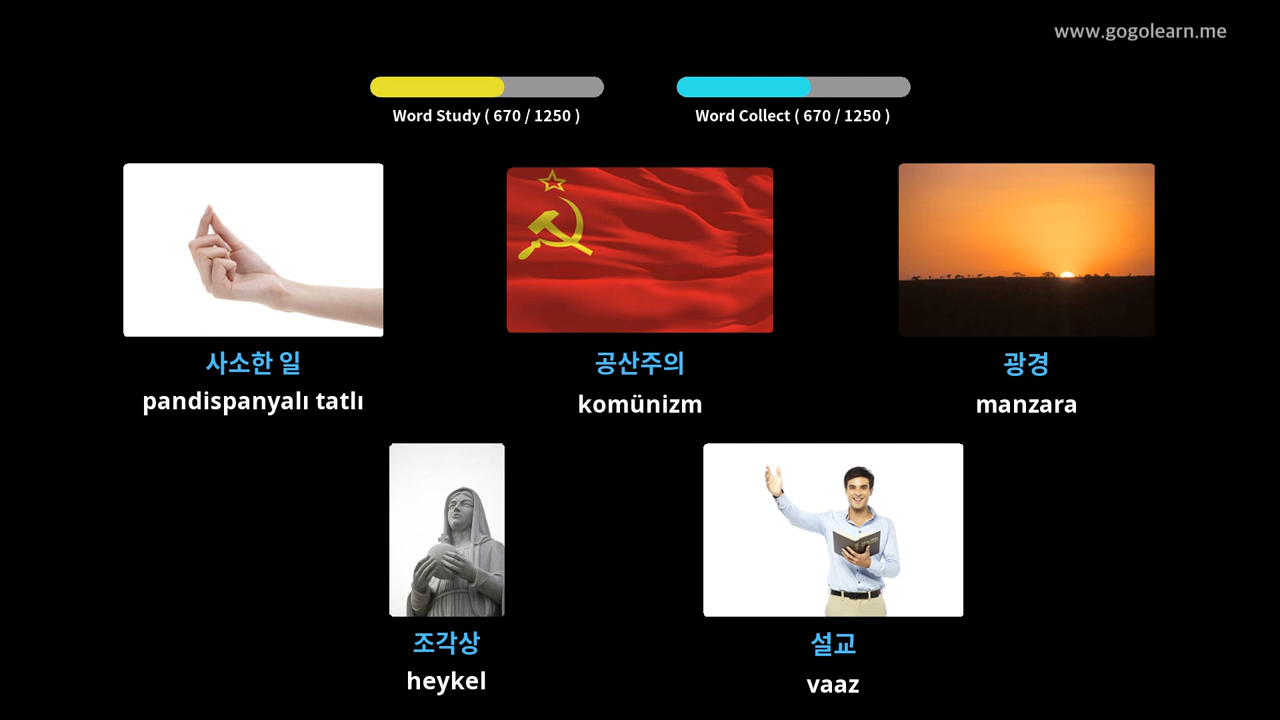 www.gogolearn.me
Word Study ( 670 / 1250 )
Word Collect ( 670 / 1250 )
사소한 일
pandispanyalı tatlı
공산주의
komünizm
광경
manzara
조각상
heykel
설교
vaaz